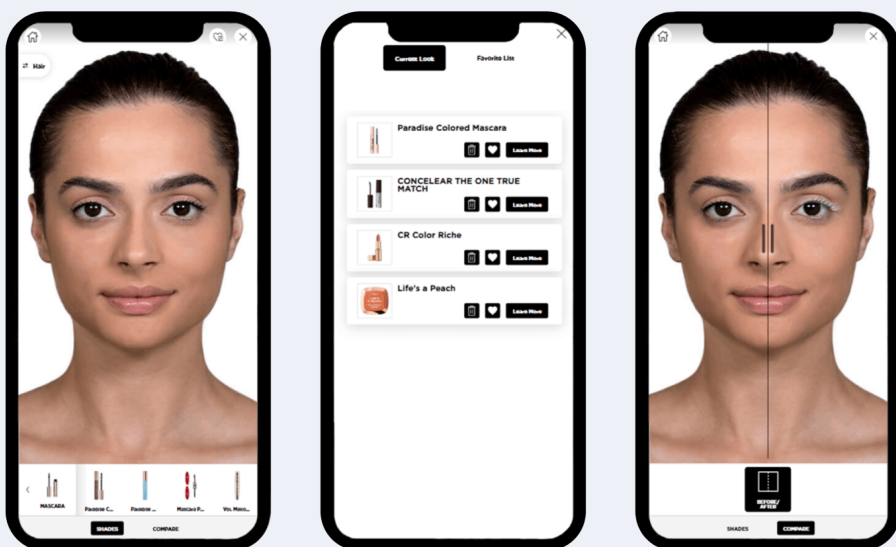 Hair
MASCARA
Paradise C...
Paradise ...
Mascara P...
Vol. Mass...
SHADES
COMPARE
Current Look
Favorite List
Paradise Colored Mascara
Learn More
CONCELEAR THE ONE TRUE
MATCH
Learn More
CR Color Riche
Learn More
Life's a Peach
Learn More
BEFORE/
AFTER
SHADES
COMPARE